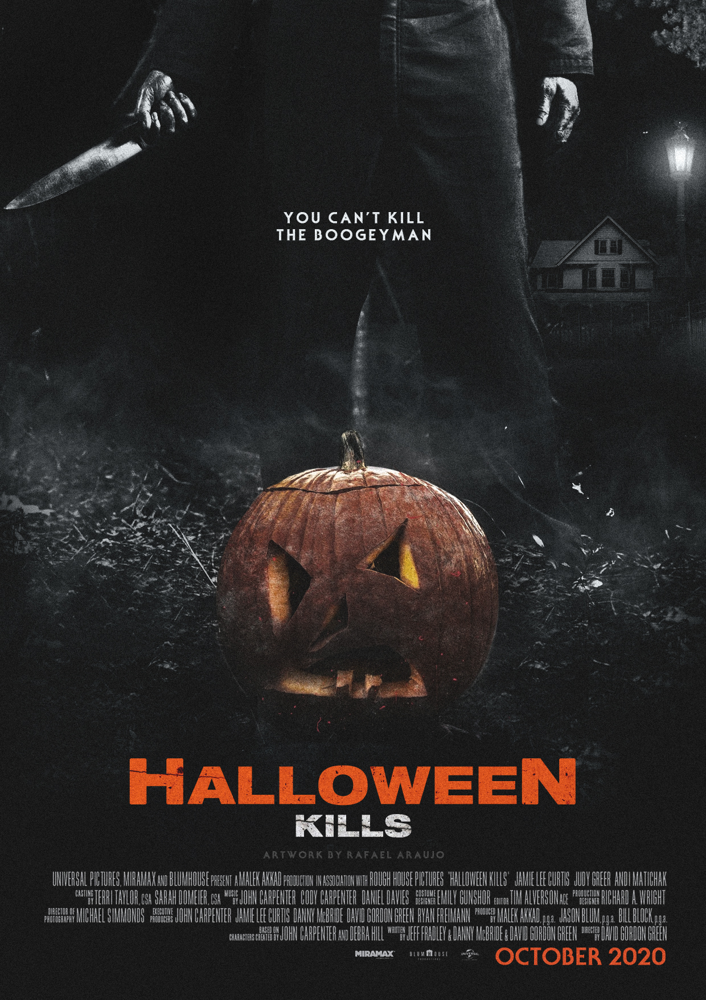 YOU CAN'T KILL
THE BOOGEYMAN
HALLOWEEN
KILLS
ARTWORK BY RAFAEL ARAUJO
UNIVERSAL PICTURES, MIRAMAX AND BLUMHOUSE PRESENT A MALEK AKKAD PRODUCTION IN ASSOCIATION WITH ROUGH HOUSE PICTURES "HALLOWEEN KILLS" JAMIE LEE CURTIS JUDY GREER ANDI MATICHAK
CASTING BY TERRI TAYLOR, CSA SARAH DOMEIER, CSA MUSIC BY JOHN CARPENTER CODY CARPENTER DANIEL DAVIES COSTUME DESIGNER EMILY GUNSHOR EDITOR TIM ALVERSON ACE PRODUCTION DESIGNER RICHARD A. WRIGHT
DIRECTOR OF PHOTOGRAPHY MICHAEL SIMMONDS EXECUTIVE PRODUCERS JOHN CARPENTER JAMIE LEE CURTIS DANNY McBRIDE DAVID GORDON GREEN RYAN FREIMANN PRODUCED BY MALEK AKKAD, p.g.a. JASON BLUM, p.g.a. BILL BLOCK, p.g.a.
BASED ON CHARACTERS CREATED BY JOHN CARPENTER AND DEBRA HILL WRITTEN BY JEFF FRADLEY & DANNY McBRIDE & DAVID GORDON GREEN DIRECTED BY DAVID GORDON GREEN
MIRAMAX BLUMHOUSE PRODUCTIONS UNIVERSAL OCTOBER 2020